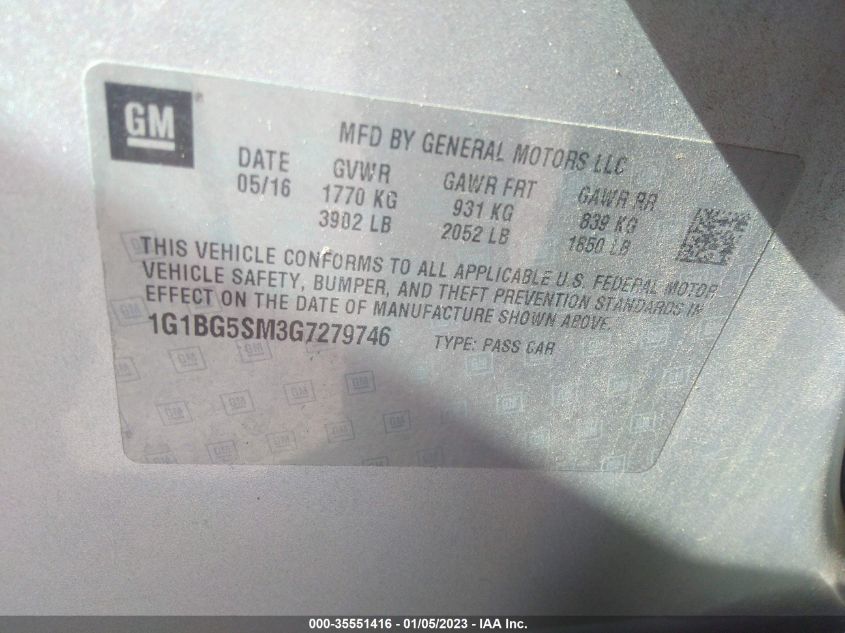 GM
MFD BY GENERAL MOTORS LLC
DATE GVWR GAWR FRT GAWR RR
05/16 1770 KG 931 KG 839 KG
3902 LB 2052 LB 1850 LB
THIS VEHICLE CONFORMS TO ALL APPLICABLE U.S. FEDERAL MOTOR
VEHICLE SAFETY, BUMPER, AND THEFT PREVENTION STANDARDS IN
EFFECT ON THE DATE OF MANUFACTURE SHOWN ABOVE.
1G1BG5SM3G7279746 TYPE: PASS CAR
000-35551416 - 01/05/2023 - IAA Inc.